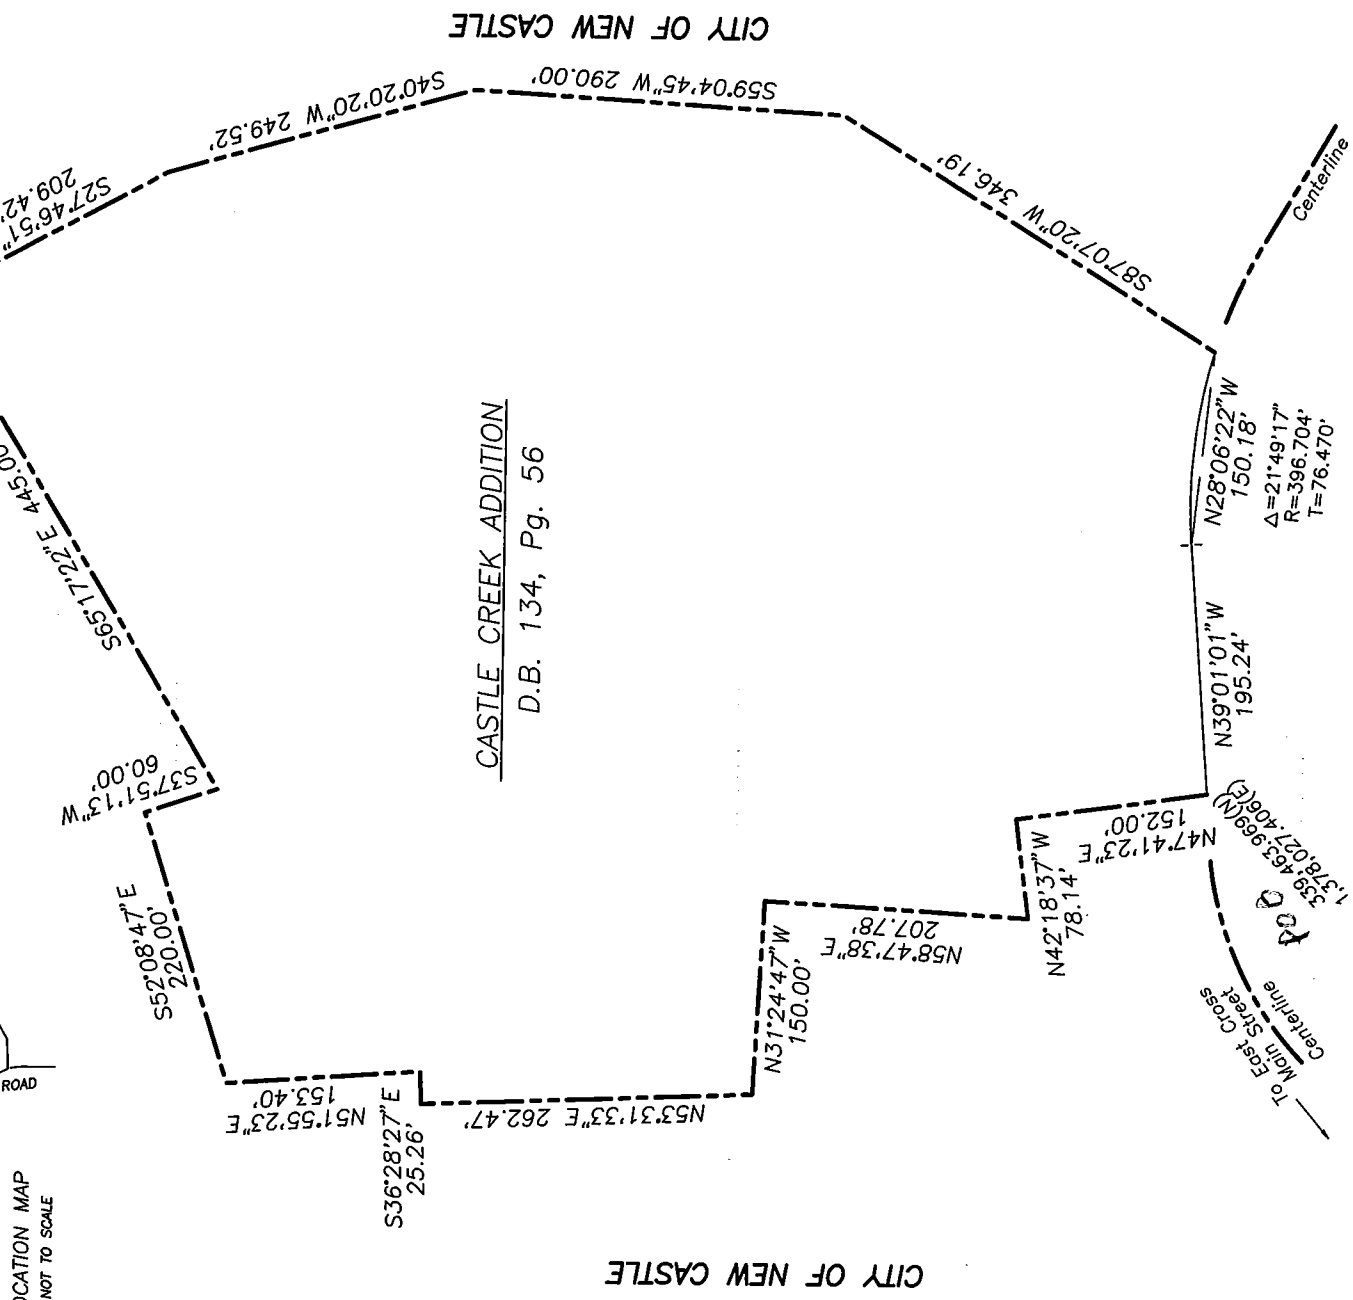 CITY OF NEW CASTLE
S59°04'45"W 290.00'
S40°20'20"W 249.52'
S27°46'51"
209.42'
S87°07'20"W 346.19'
Centerline
S65°17'22"E 445.00
CASTLE CREEK ADDITION
D.B. 134, Pg. 56
N28°06'22"W
150.18'
Δ=21°49'17"
R=396.704'
T=76.470'
N39°01'01"W
195.24'
S37°51'13"W
60.00'
S52°08'47"E
220.00'
N47°41'23"E
152.00'
339,463.969(N)
1,378,027.406(E)
POB
N42°18'37"W
78.14'
N58°47'38"E
207.78'
N31°24'47"W
150.00'
N53°31'33"E 262.47'
S36°28'27"E
25.26'
N51°55'23"E
153.40'
To East Cross
Main Street
Centerline
ROAD
OCATION MAP
NOT TO SCALE
CITY OF NEW CASTLE